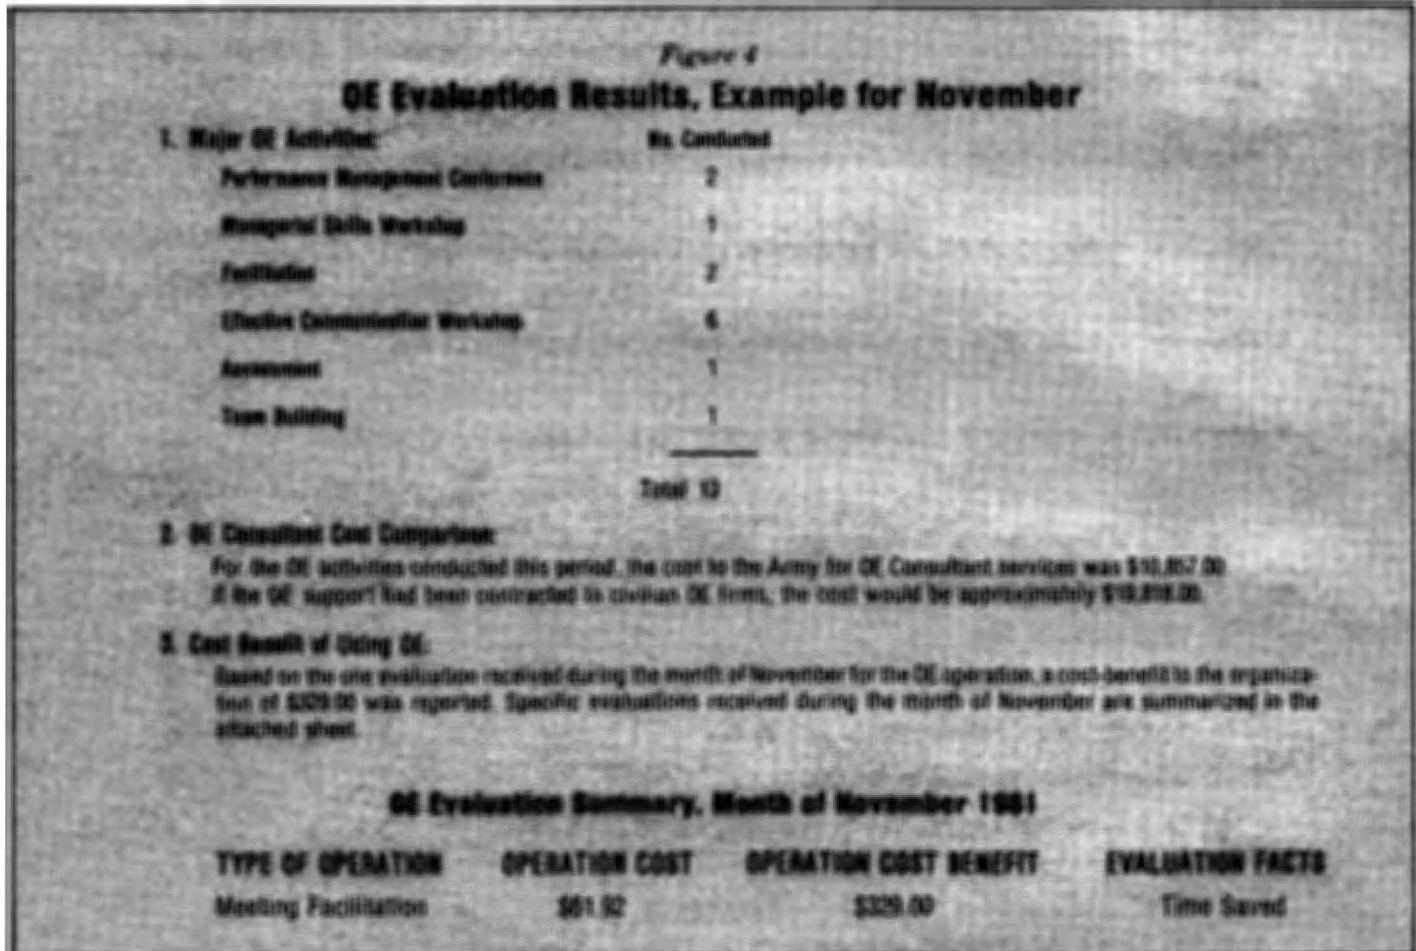 Figure 4
OE Evaluation Results, Example for November
1. Major OE Activities: No. Conducted
Performance Management Conference 2
Managerial Skills Workshop 1
Facilitation 2
Effective Communication Workshop 6
Assessment 1
Team Building 1
Total 13
2. OE Consultant Cost Comparison:
For the OE activities conducted this period, the cost to the Army for OE Consultant services was
If the OE support had been contracted to civilian OE firms, the cost would be approximately
3. Cost Benefit of Using OE:
Based on the one evaluation received during the month of November for the OE operation, a cost-benefit to the organiza-
tion of $329.00 was reported. Specific evaluations received during the month of November are summarized in the
attached sheet.
OE Evaluation Summary, Month of November 1981
TYPE OF OPERATION OPERATION COST OPERATION COST BENEFIT EVALUATION FACTS
Meeting Facilitation $61.92 $329.00 Time Saved